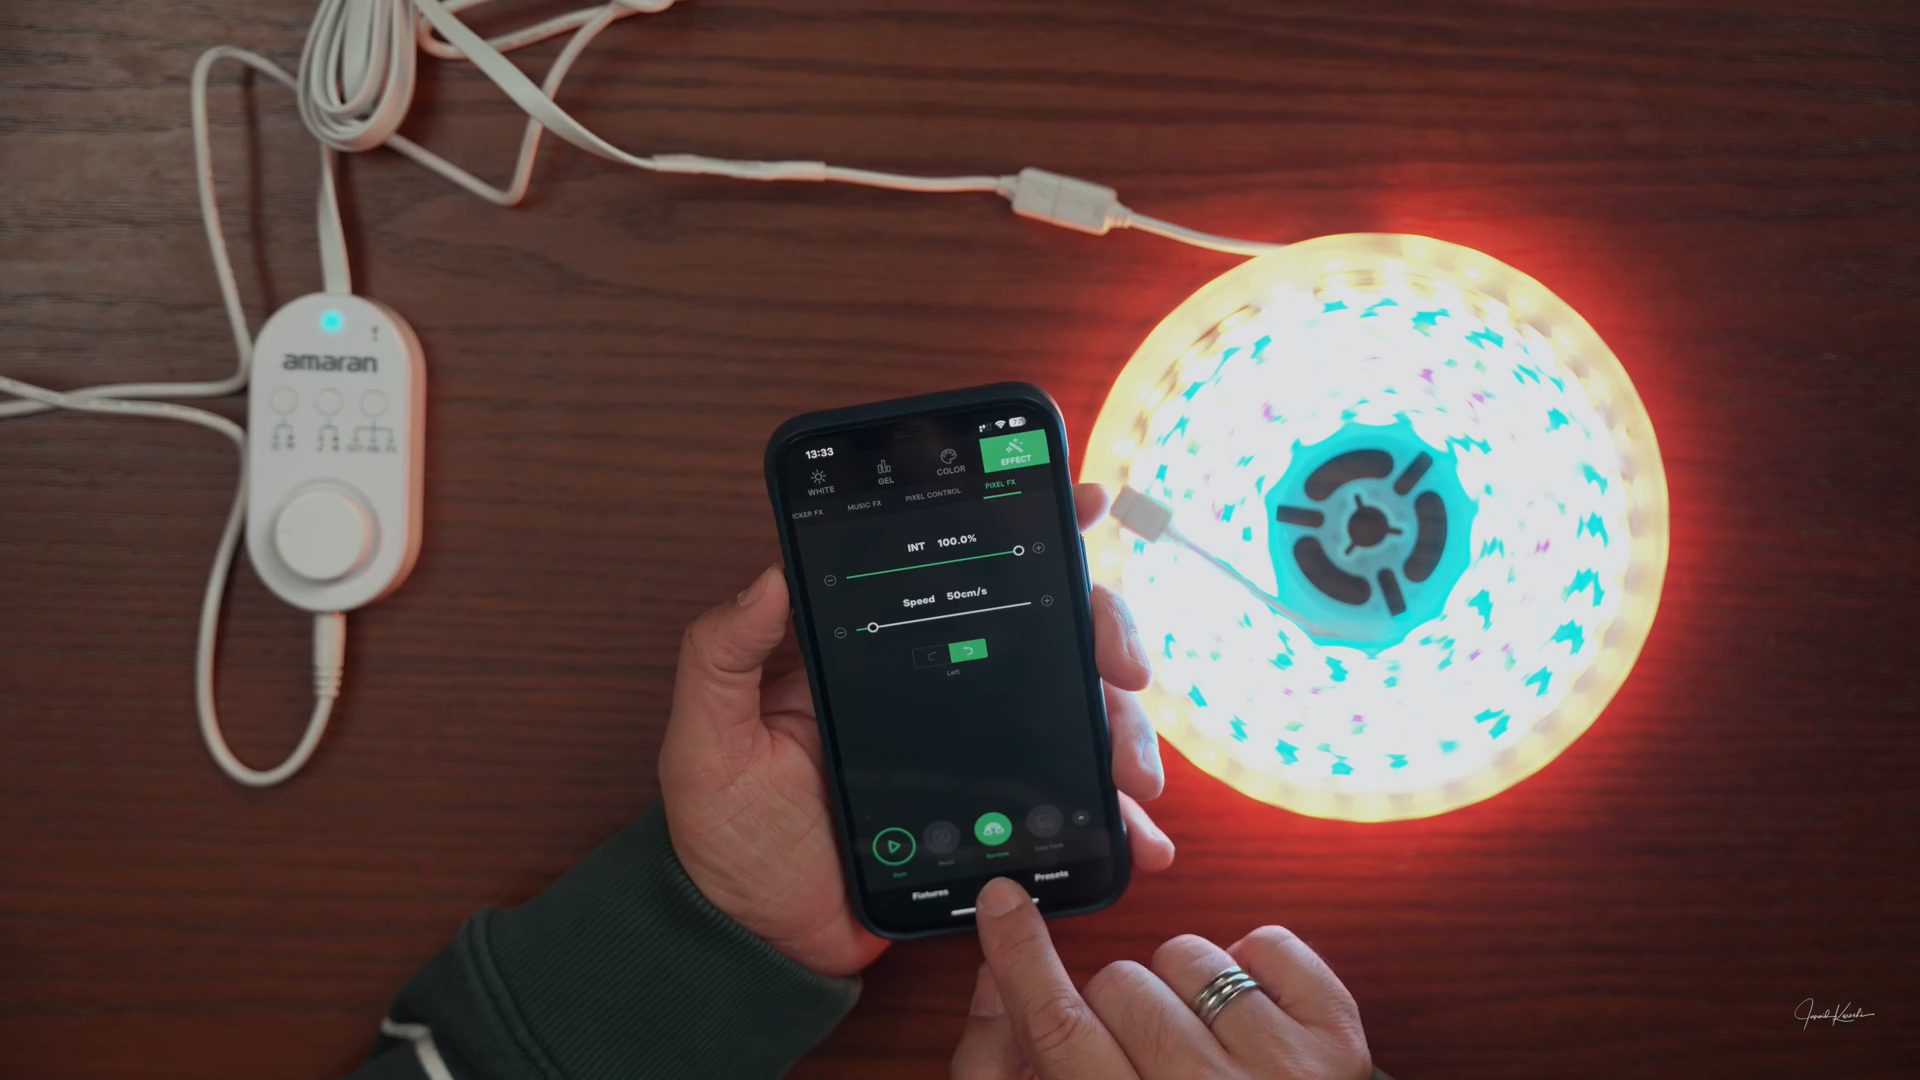 amaran
13:33
77
WHITE
GEL
COLOR
EFFECT
ICKER FX
MUSIC FX
PIXEL CONTROL
PIXEL FX
INT 100.0%
Speed 50cm/s
Left
Fixtures
Presets